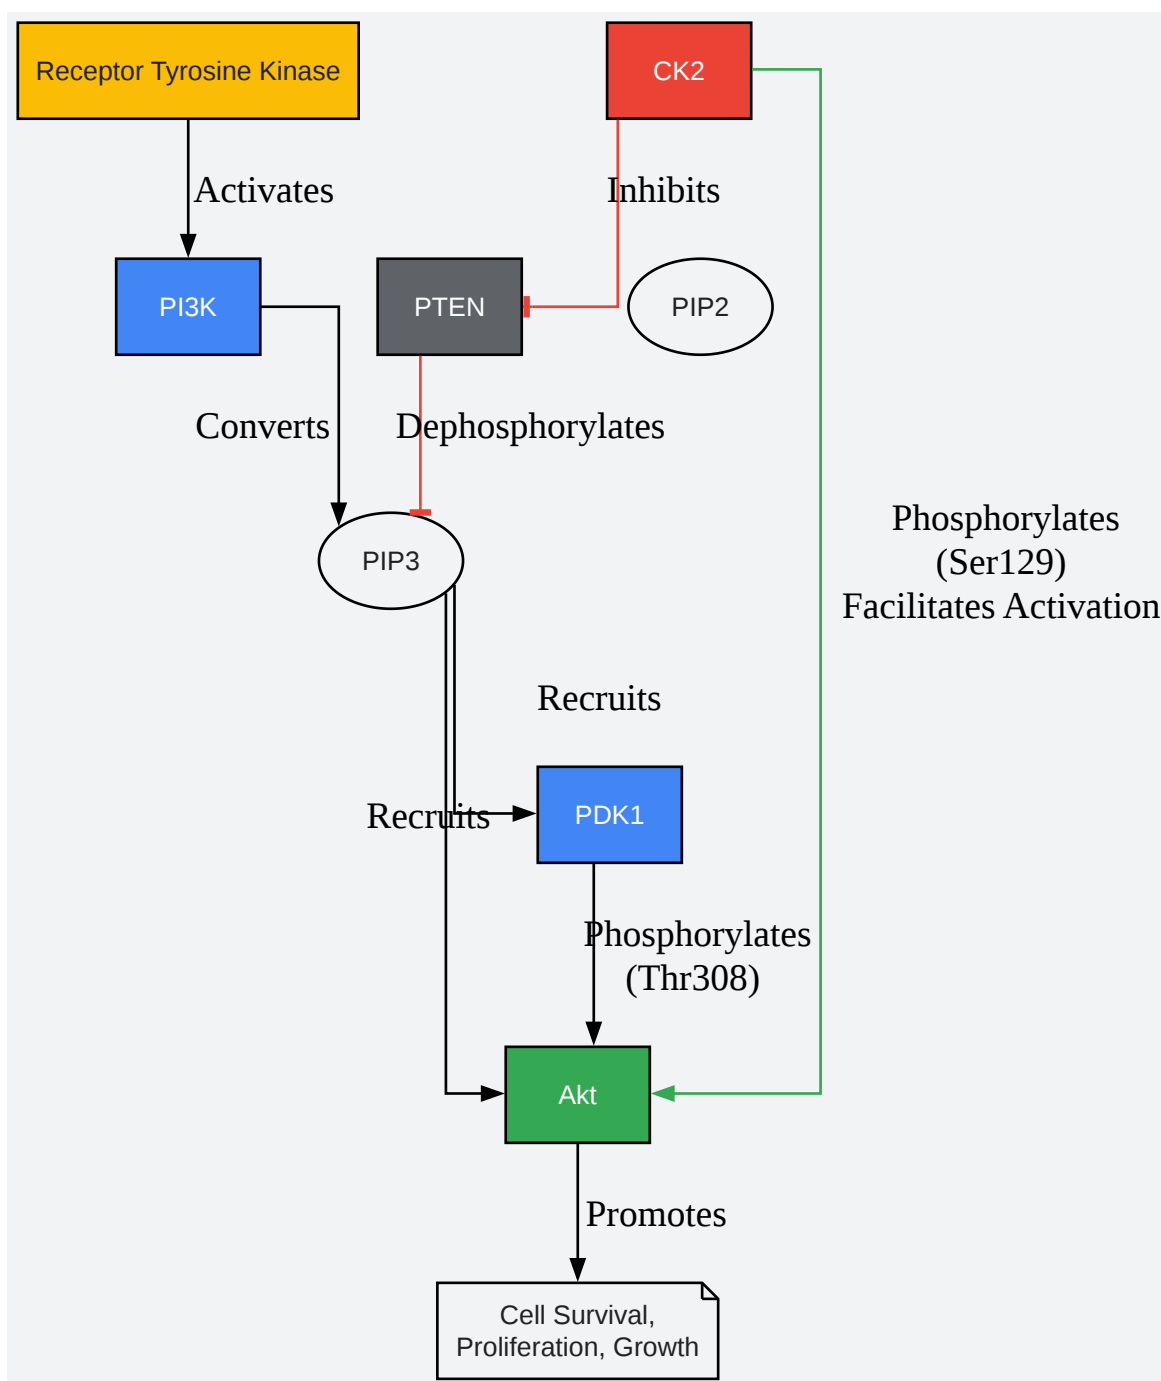 Receptor Tyrosine Kinase
CK2
Activates
Inhibits
PI3K
PTEN
PIP2
Converts
Dephosphorylates
Phosphorylates
(Ser129)
Facilitates Activation
PIP3
Recruits
Recruits
PDK1
Phosphorylates
(Thr308)
Akt
Promotes
Cell Survival,
Proliferation, Growth